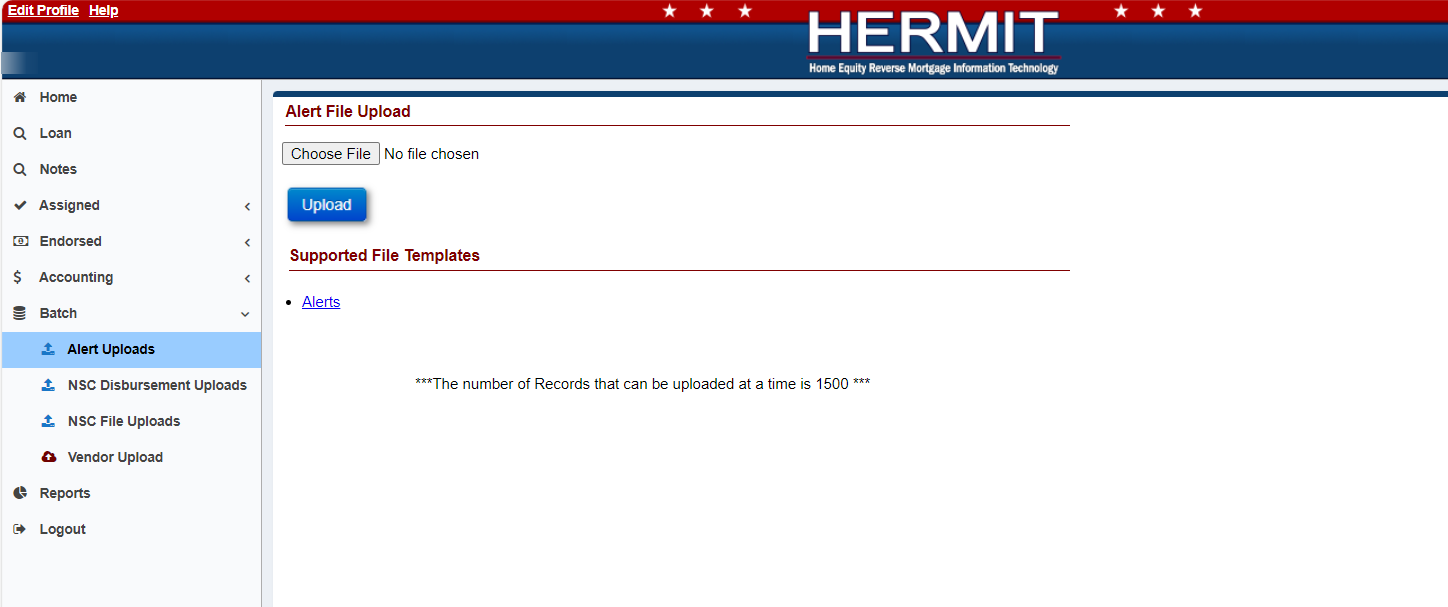 Edit Profile Help
HERMIT
Home Equity Reverse Mortgage Information Technology
Home
Loan
Notes
Assigned
Endorsed
Accounting
Batch
Alert Uploads
NSC Disbursement Uploads
NSC File Uploads
Vendor Upload
Reports
Logout
Alert File Upload
Choose File No file chosen
Upload
Supported File Templates
Alerts
***The number of Records that can be uploaded at a time is 1500 ***